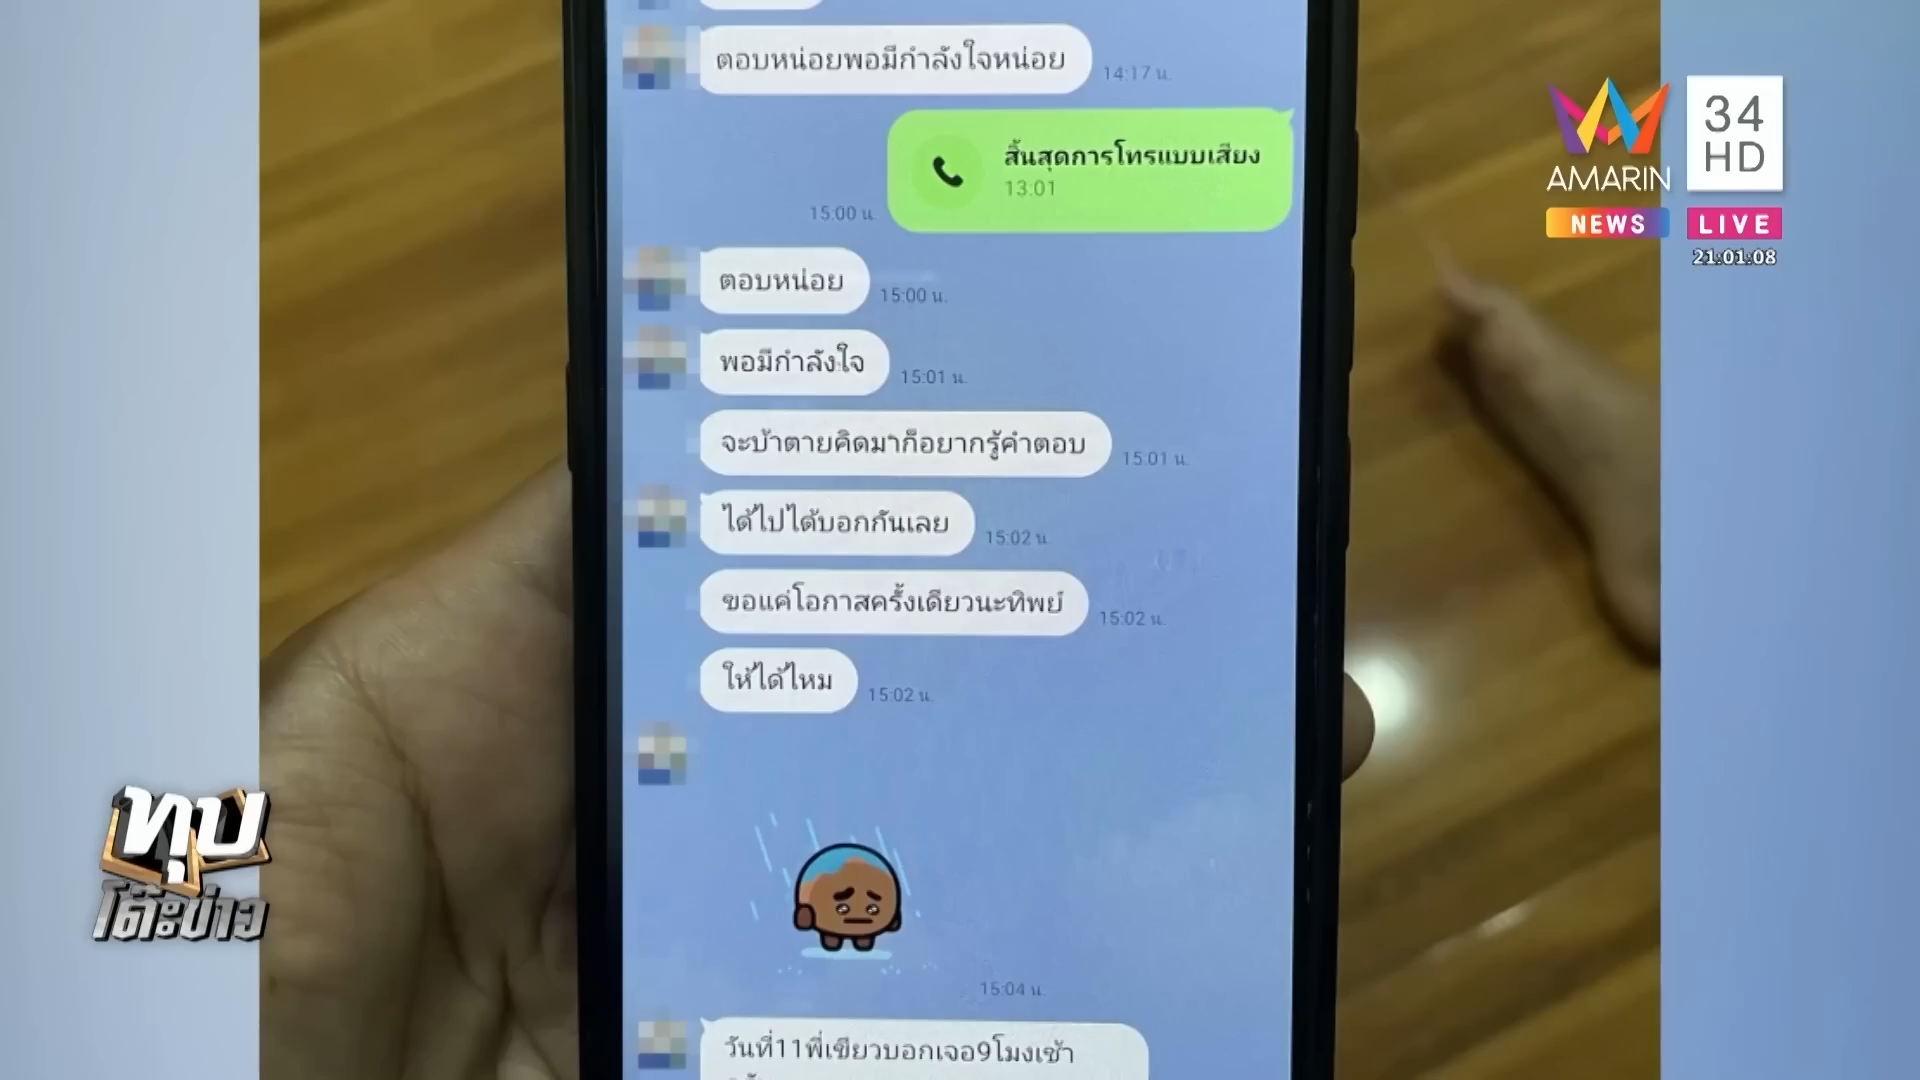 ตอบหน่อยพอมีกำลังใจหน่อย
14:17 น.
สิ้นสุดการโทรแบบเสียง
13:01
15:00 น.
ตอบหน่อย
15:00 น.
พอมีกำลังใจ
15:01 น.
จะบ้าตายคิดมาก็อยากรู้คำตอบ
15:01 น.
ได้ไปได้บอกกันเลย
15:02 น.
ขอแค่โอกาสครั้งเดียวนะทิพย์
15:02 น.
ให้ได้ไหม
15:02 น.
15:04 น.
วันที่11พี่เขียวบอกเจอ9โมงเช้า
AMARIN
NEWS
34
HD
LIVE
21:01:08
ทุบ
โต๊ะข่าว